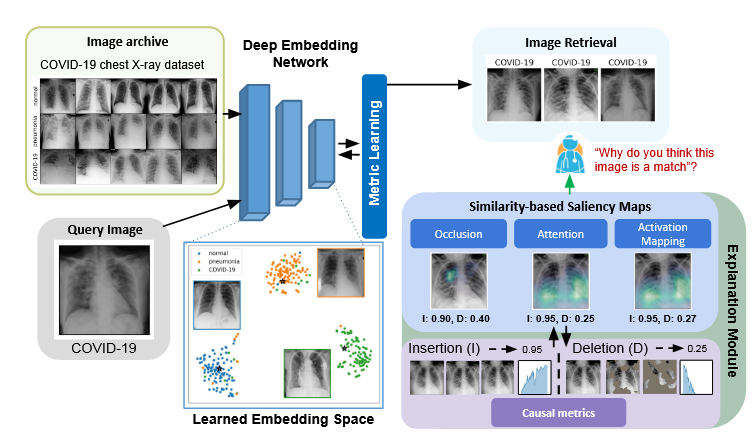 Image archive
COVID-19 chest X-ray dataset
normal
pneumonia
COVID-19
Query Image
COVID-19
Deep Embedding
Network
Metric Learning
normal
pneumonia
COVID-19
Learned Embedding Space
Image Retrieval
COVID-19 COVID-19 COVID-19
“Why do you think this
image is a match”?
Similarity-based Saliency Maps
Occlusion
Attention
Activation
Mapping
I: 0.90, D: 0.40
I: 0.95, D: 0.25
I: 0.95, D: 0.27
Insertion (I)
0.95
Deletion (D)
0.25
Causal metrics
Explanation Module